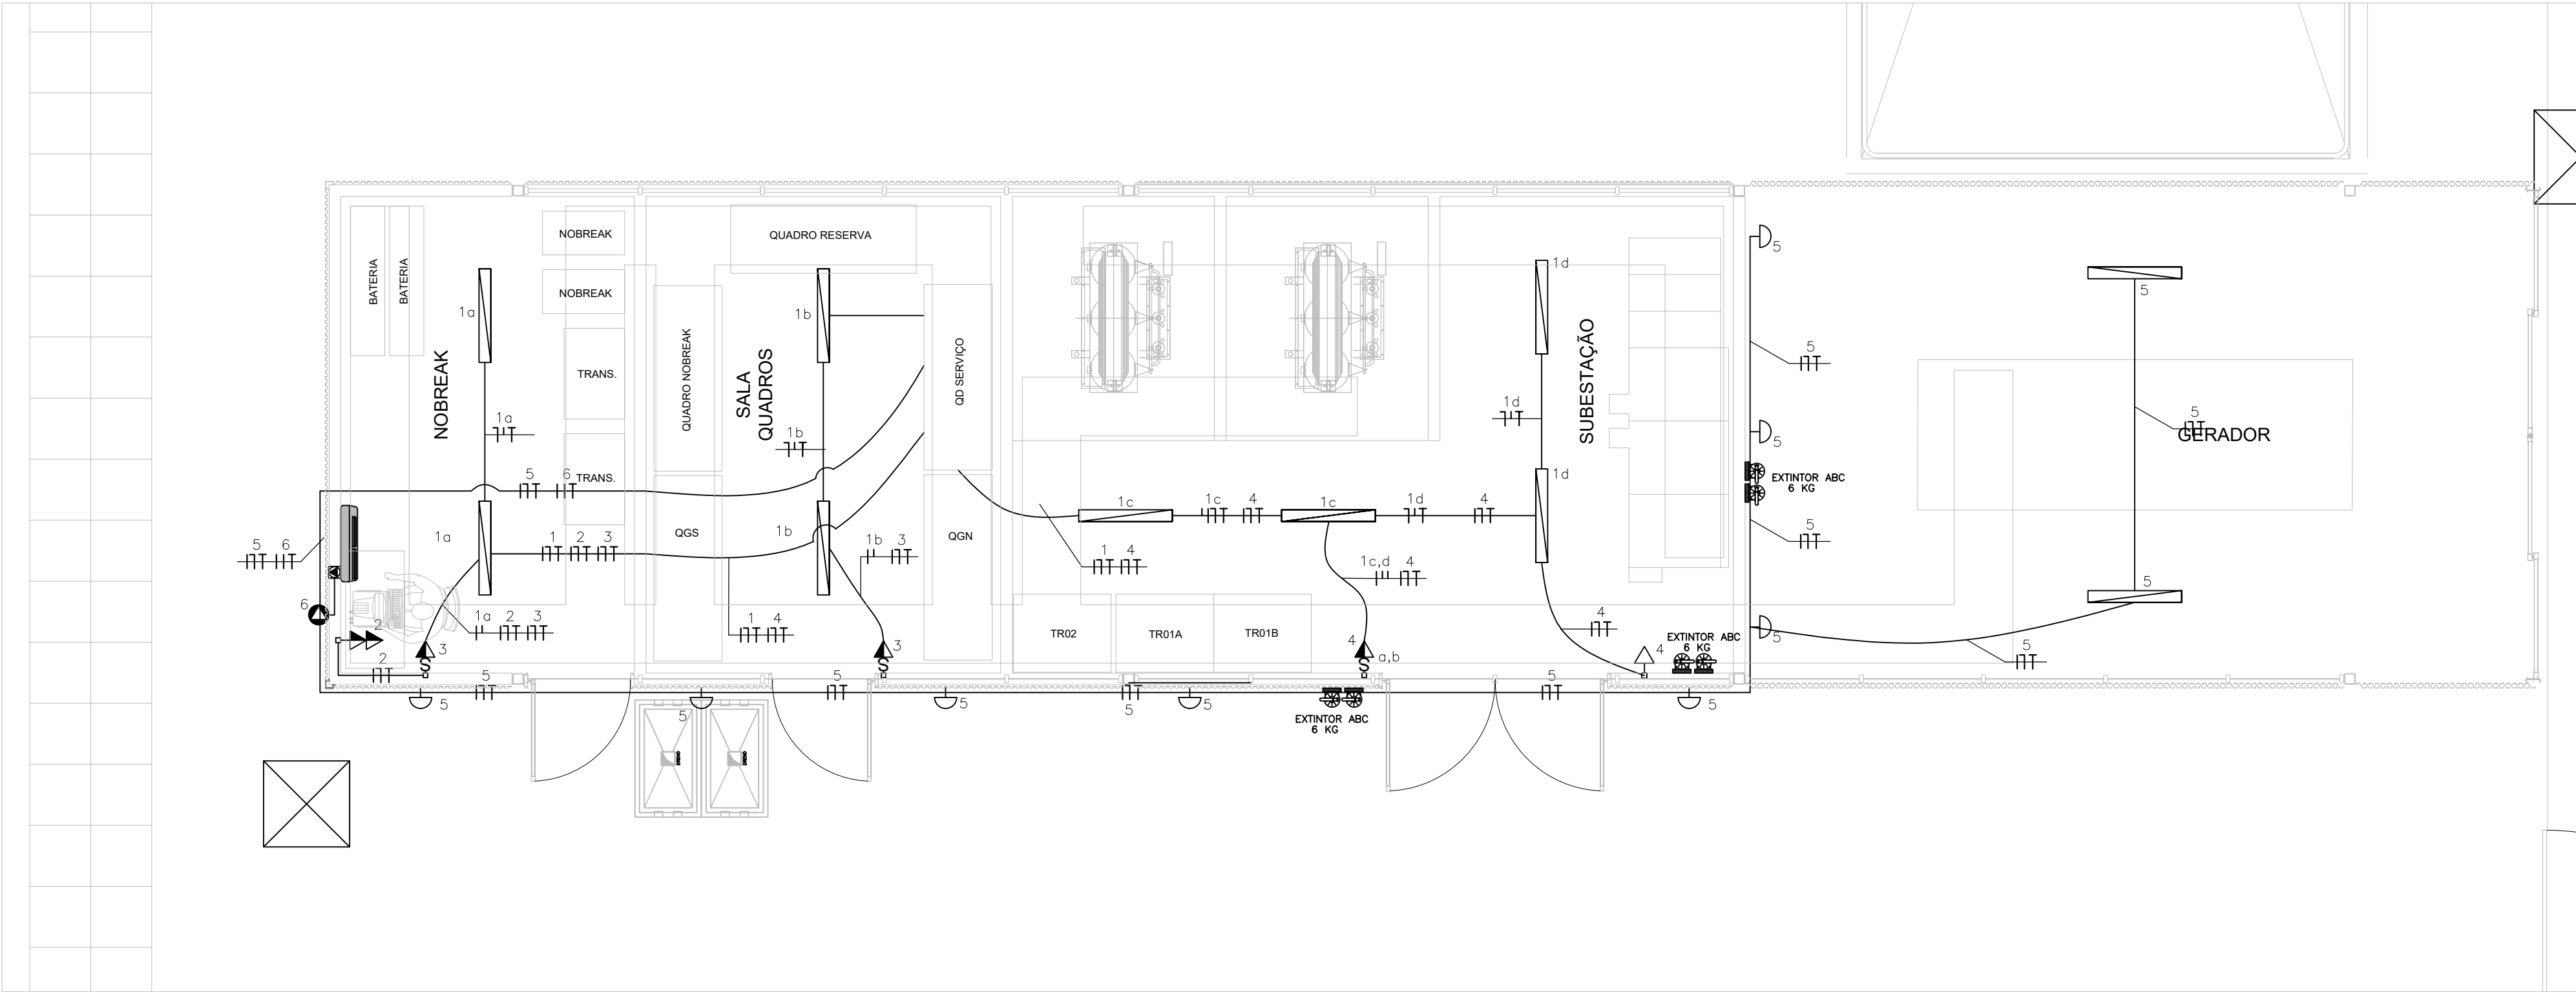 NOBREAK
QUADRO RESERVA
5
BATERIA
BATERIA
1d
NOBREAK
5
1a
1b
QUADRO NOBREAK
QD SERVIÇO
5
TRANS.
NOBREAK
SALA
QUADROS
SUBESTAÇÃO
1d
5
1a
1b
5
GERADOR
5
6
TRANS.
1d
EXTINTOR ABC
6 KG
1c
1c
4
1c
1d
4
1a
QGS
1b
QGN
5
6
1
2
3
1b
3
1
4
1c,d
4
5
5
6
1a
2
3
2
1
4
TR02
TR01A
TR01B
4
EXTINTOR ABC
6 KG
5
3
S
3
S
4
S
a,b
4
2
5
5
5
5
5
5
5
5
5
5
EXTINTOR ABC
6 KG